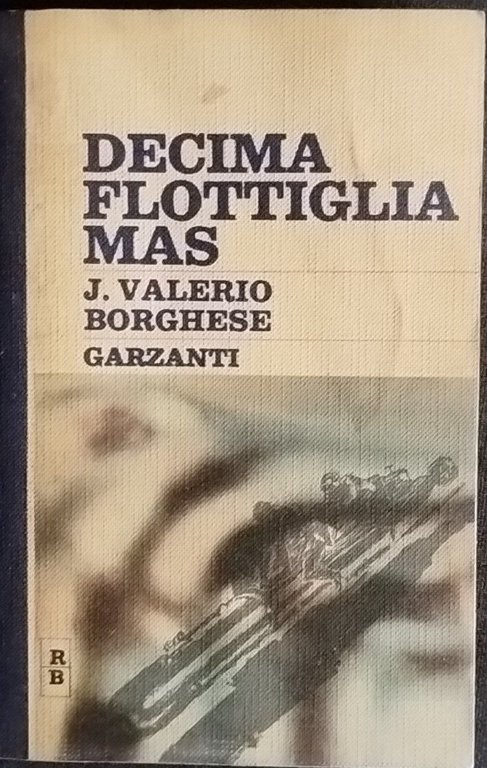 DECIMA
FLOTTIGLIA
MAS
J. VALERIO
BORGHESE
GARZANTI
R
B